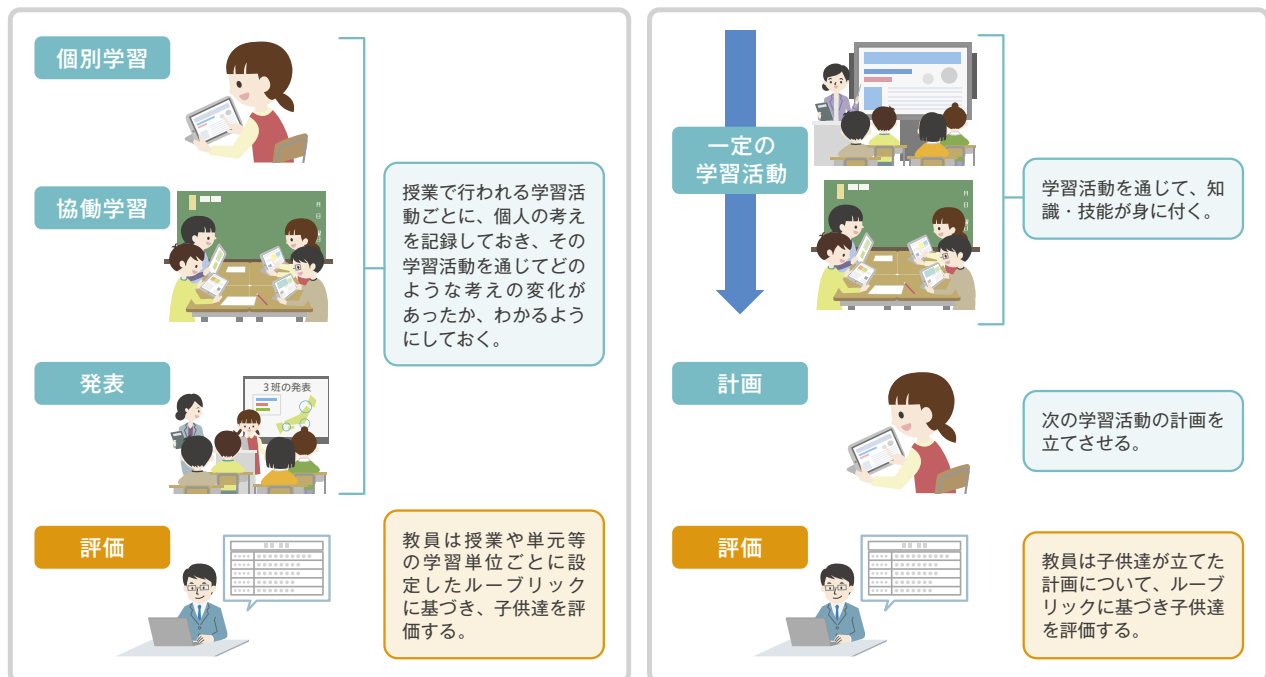 個別学習
協働学習
発表
3班の発表
授業で行われる学習活
動ごとに、個人の考え
を記録しておき、その
学習活動を通じてどの
ような考えの変化が
あったか、わかるよう
にしておく。
評価
教員は授業や単元等
の学習単位ごとに設
定したルーブリック
に基づき、子供達を評
価する。
一定の
学習活動
学習活動を通じて、知
識・技能が身に付く。
計画
次の学習活動の計画を
立てさせる。
評価
教員は子供達が立てた
計画について、ルーブ
リックに基づき子供達
を評価する。